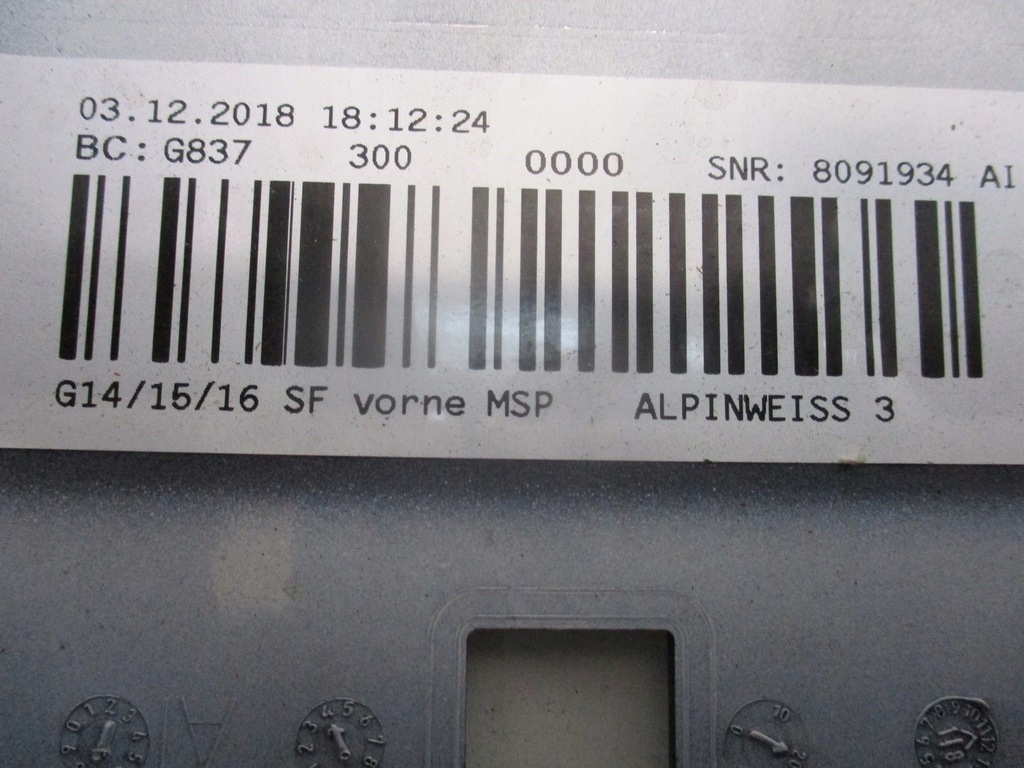 03.12.2018 18:12:24
BC: G837 300 0000 SNR: 8091934 AI
G14/15/16 SF vorne MSP ALPINWEISS 3